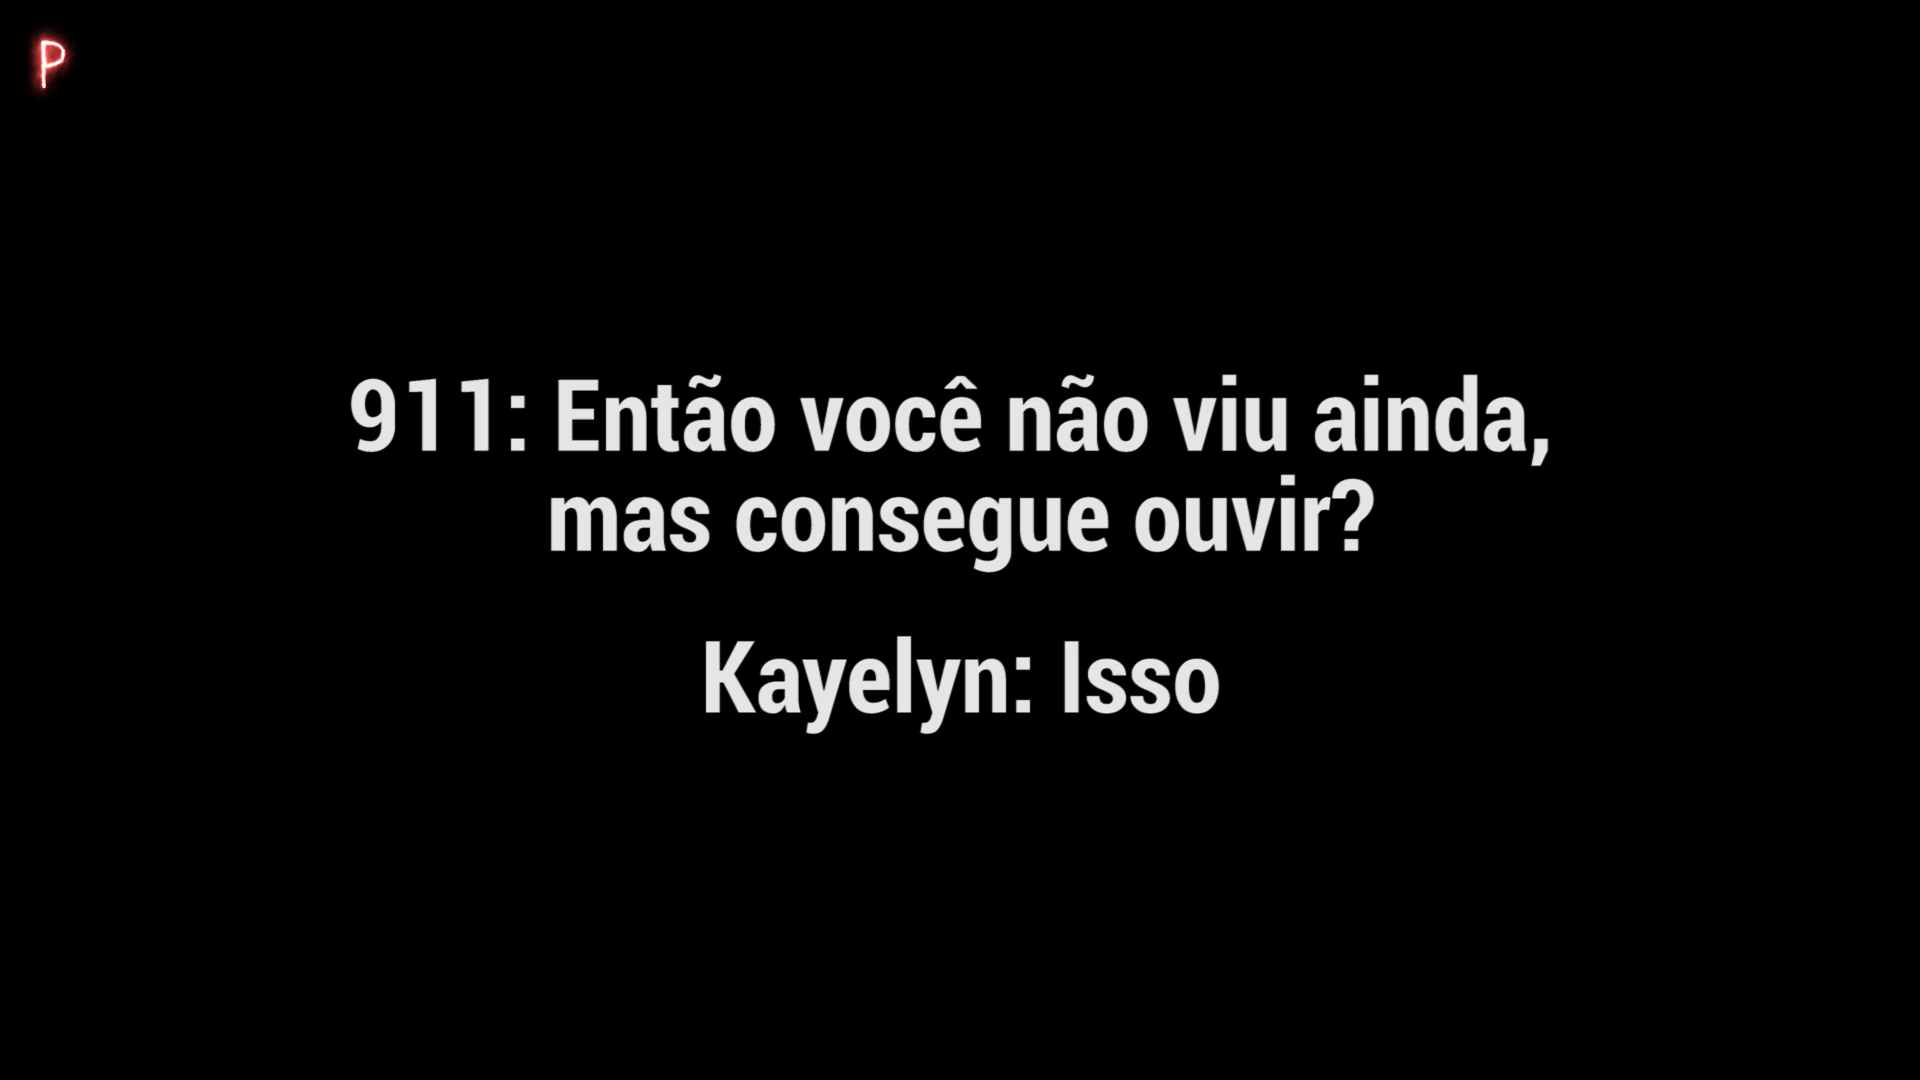 P
911: Então você não viu ainda,
mas consegue ouvir?
Kayelyn: Isso